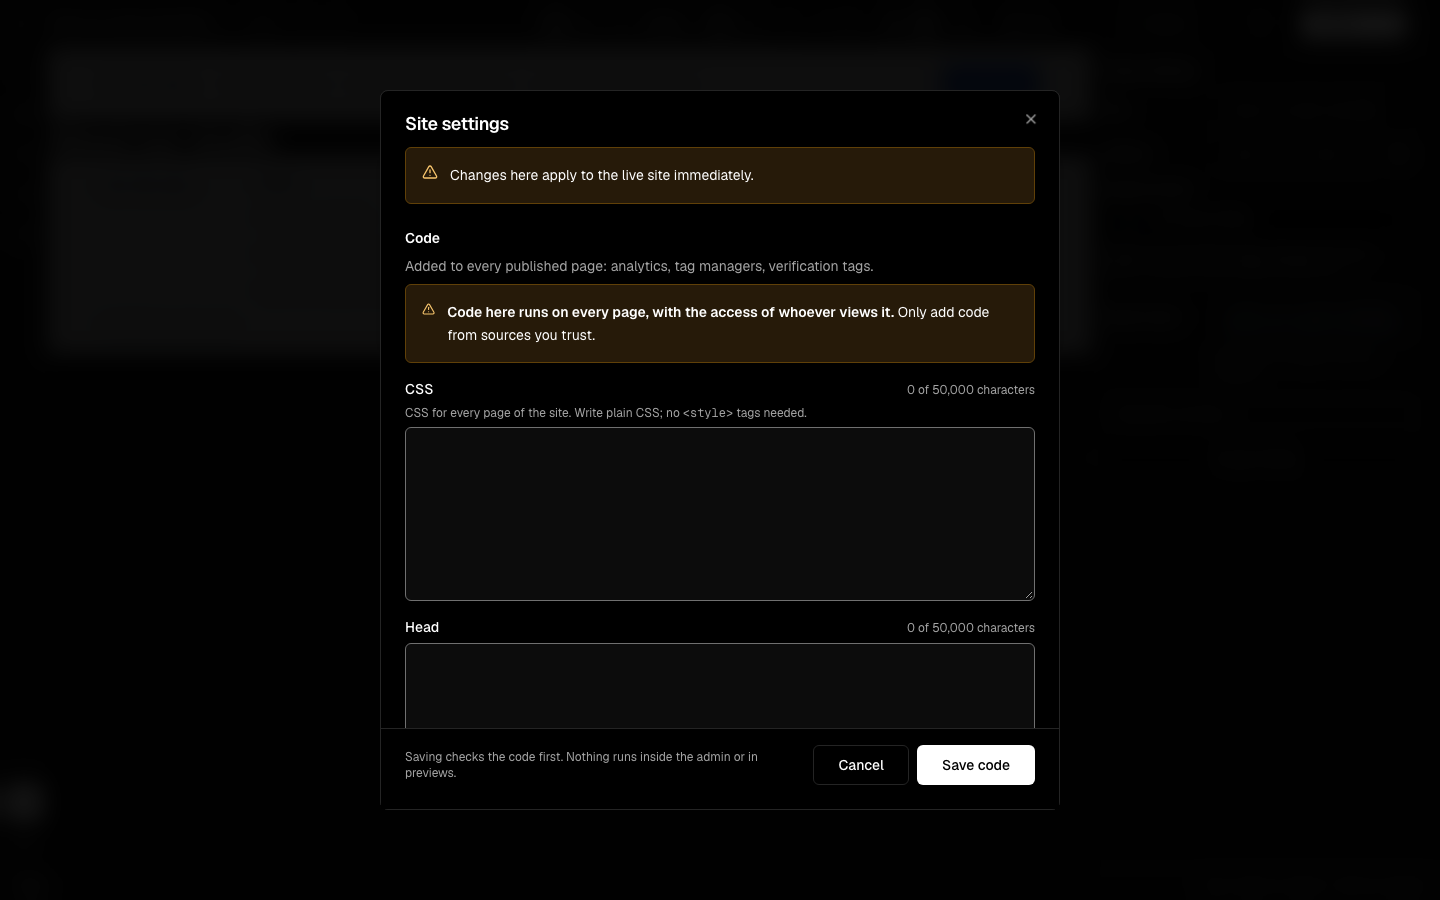 Site settings
Changes here apply to the live site immediately.
Code
Added to every published page: analytics, tag managers, verification tags.
Code here runs on every page, with the access of whoever views it. Only add code
from sources you trust.
CSS
0 of 50,000 characters
CSS for every page of the site. Write plain CSS; no <style> tags needed.
Head
0 of 50,000 characters
Saving checks the code first. Nothing runs inside the admin or in
previews.
Cancel
Save code